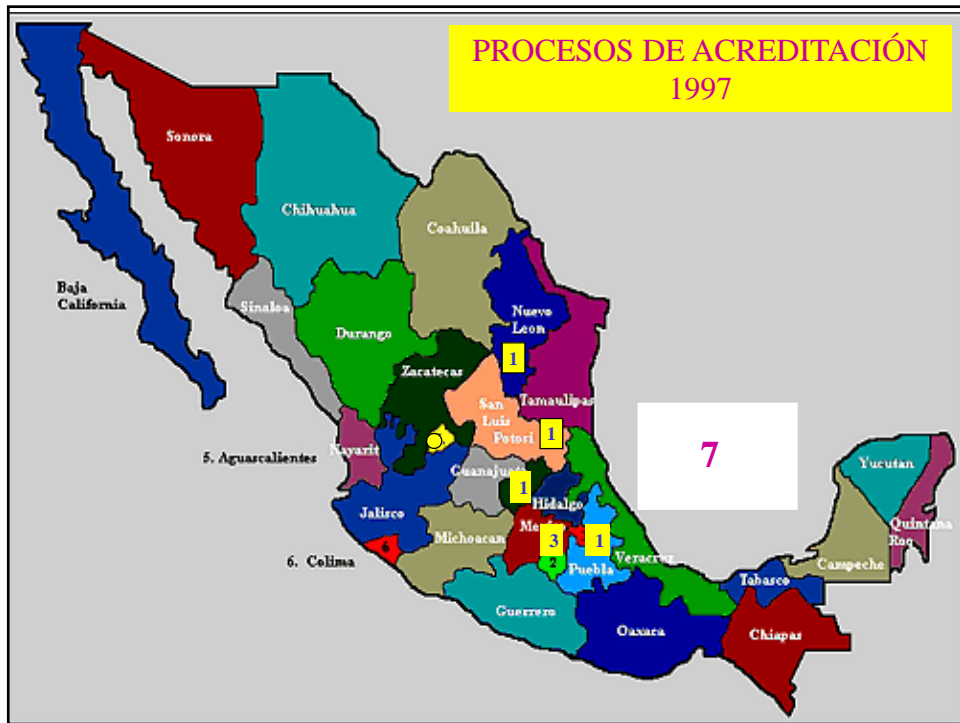 PROCESOS DE ACREDITACIÓN
1997
Sonora
Chihuahua
Coahuila
Baja
California
Sinaloa
Nuevo
Leon
Durango
1
Zacatecas
San
Luis
Potosi
Tamaulipas
1
7
Nayarit
5. Aguascalientes
Guanajuat
1
Yucutan
Hidalgo
Quintana
Roo
Jalisco
Michoacan
3
1
6
6. Colima
2
Puebla
Veracruz
Campeche
Tabasco
Guerrero
Oaxaca
Chiapas